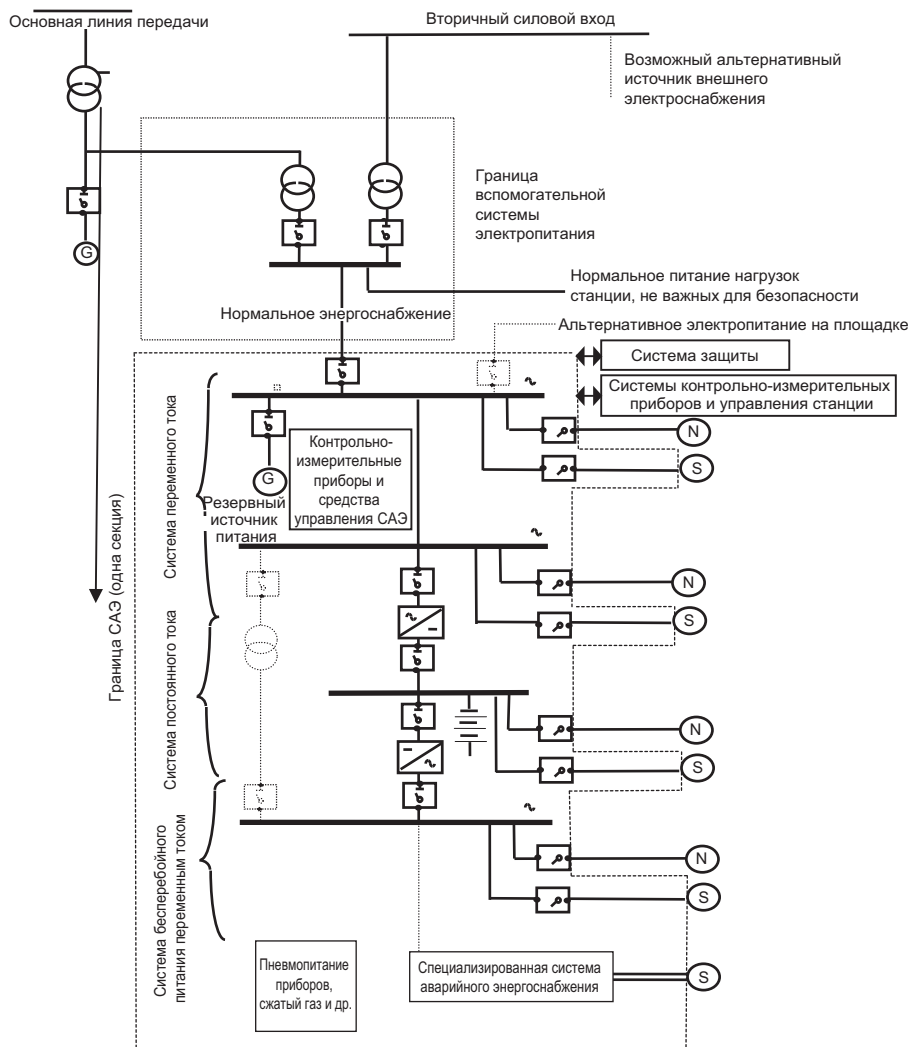 Основная линия передачи
Вторичный силовой вход
Возможный альтернативный
источник внешнего
электроснабжения
Граница
вспомогательной
системы
электропитания
G
Нормальное питание нагрузок
станции, не важных для безопасности
Нормальное энергоснабжение
Альтернативное электропитание на площадке
Система защиты
Системы контрольно-измерительных
приборов и управления станции
Система переменного тока
Контрольно-
измерительные
приборы и
средства
управления САЭ
N
S
G
Резервный
источник
питания
Граница САЭ (одна секция)
N
S
Система постоянного тока
N
S
Система бесперебойного
питания переменным током
N
S
Пневмопитание
приборов,
сжатый газ и др.
Специализированная система
аварийного энергоснабжения
S